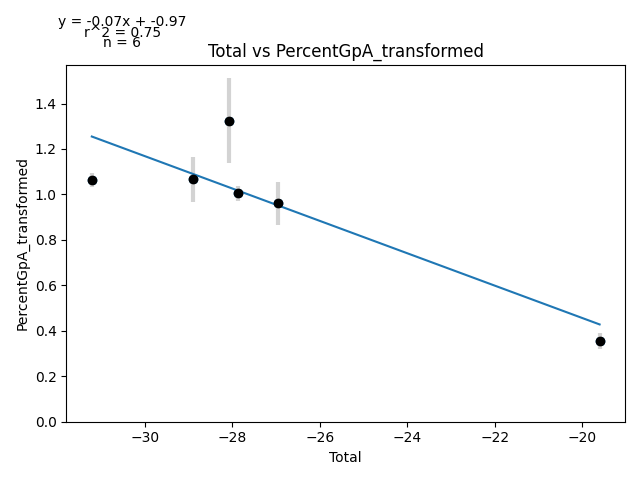 y = -0.07x + -0.97
r^2 = 0.75
n = 6
Total vs PercentGpA_transformed
PercentGpA_transformed
1.4
1.2
1.0
0.8
0.6
0.4
0.2
0.0
−30
−28
−26
−24
−22
−20
Total